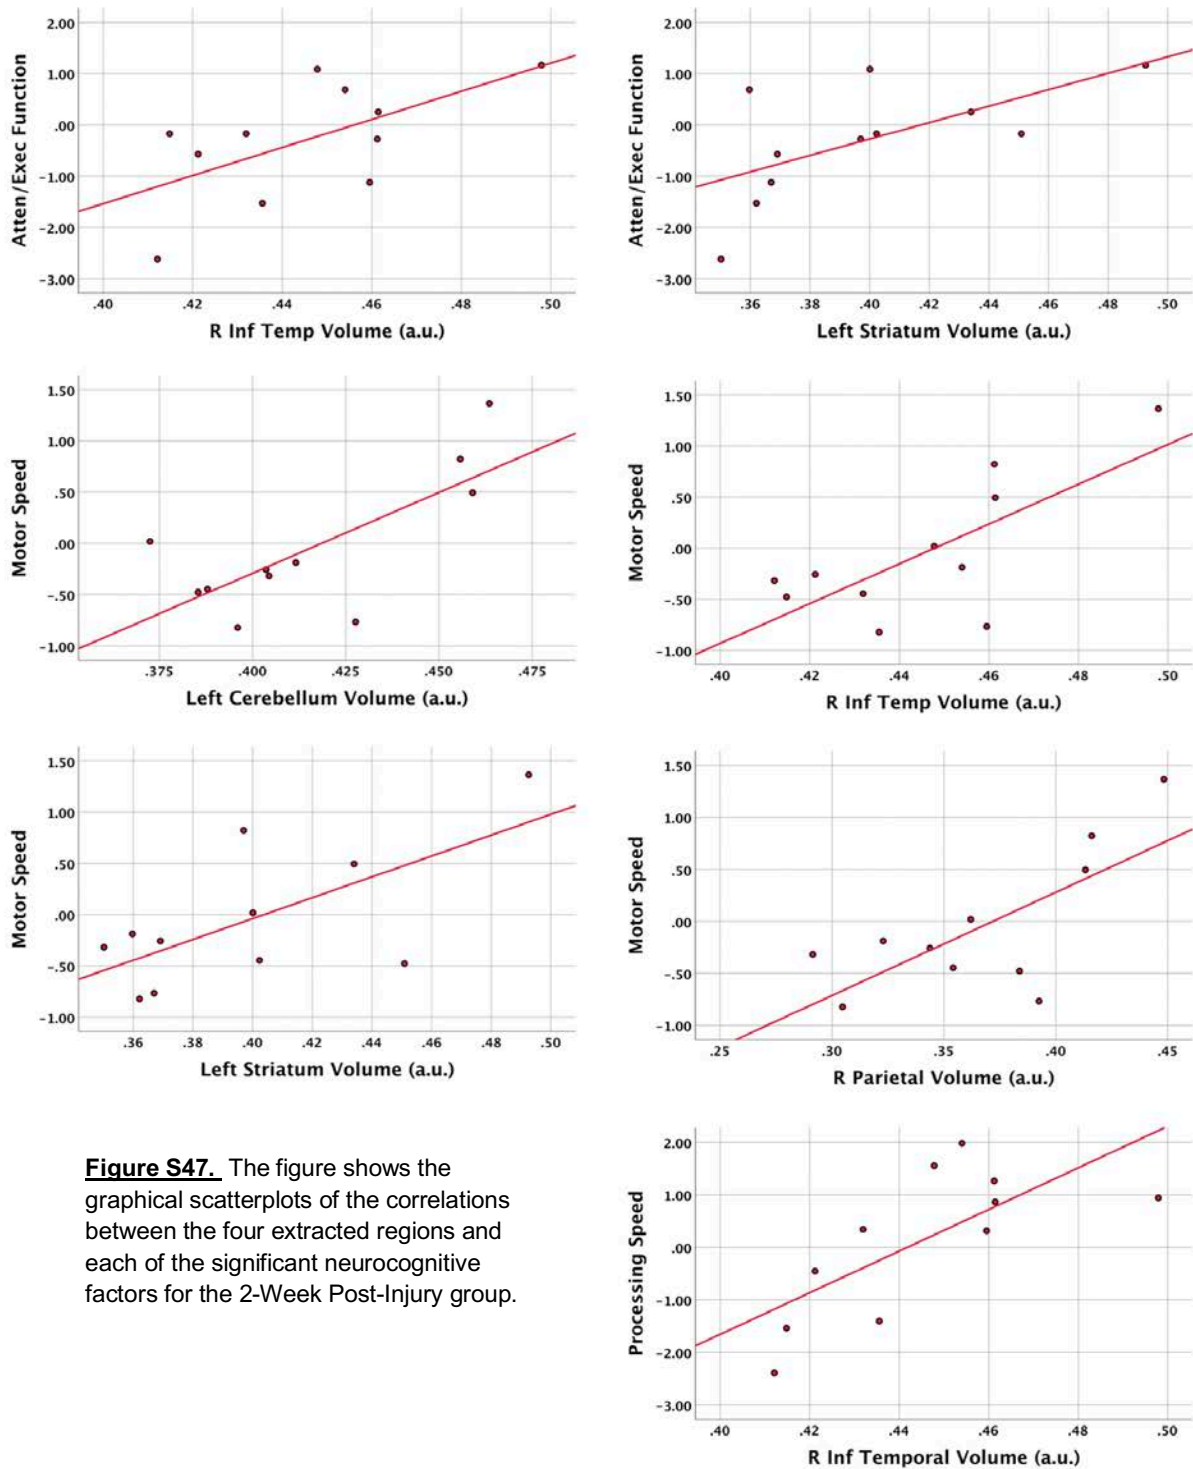 2.00
1.00
.00
-1.00
-2.00
-3.00
Atten/Exec Function
.40 .42 .44 .46 .48 .50
R Inf Temp Volume (a.u.)
2.00
1.00
.00
-1.00
-2.00
-3.00
Atten/Exec Function
.36 .38 .40 .42 .44 .46 .48 .50
Left Striatum Volume (a.u.)
1.50
1.00
.50
.00
-.50
-1.00
Motor Speed
.375 .400 .425 .450 .475
Left Cerebellum Volume (a.u.)
1.50
1.00
.50
.00
-.50
-1.00
Motor Speed
.40 .42 .44 .46 .48 .50
R Inf Temp Volume (a.u.)
1.50
1.00
.50
.00
-.50
-1.00
Motor Speed
.36 .38 .40 .42 .44 .46 .48 .50
Left Striatum Volume (a.u.)
1.50
1.00
.50
.00
-.50
-1.00
Motor Speed
.25 .30 .35 .40 .45
R Parietal Volume (a.u.)
Figure S47. The figure shows the
graphical scatterplots of the correlations
between the four extracted regions and
each of the significant neurocognitive
factors for the 2-Week Post-Injury group.
2.00
1.00
.00
-1.00
-2.00
-3.00
Processing Speed
.40 .42 .44 .46 .48 .50
R Inf Temporal Volume (a.u.)